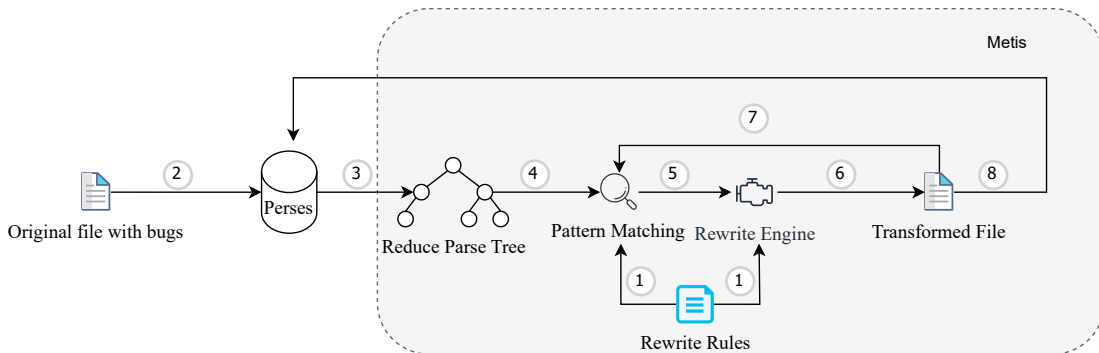 Metis
7
2
3
4
5
6
8
Perses
Original file with bugs
Reduce Parse Tree
Pattern Matching
Rewrite Engine
Transformed File
1
1
Rewrite Rules